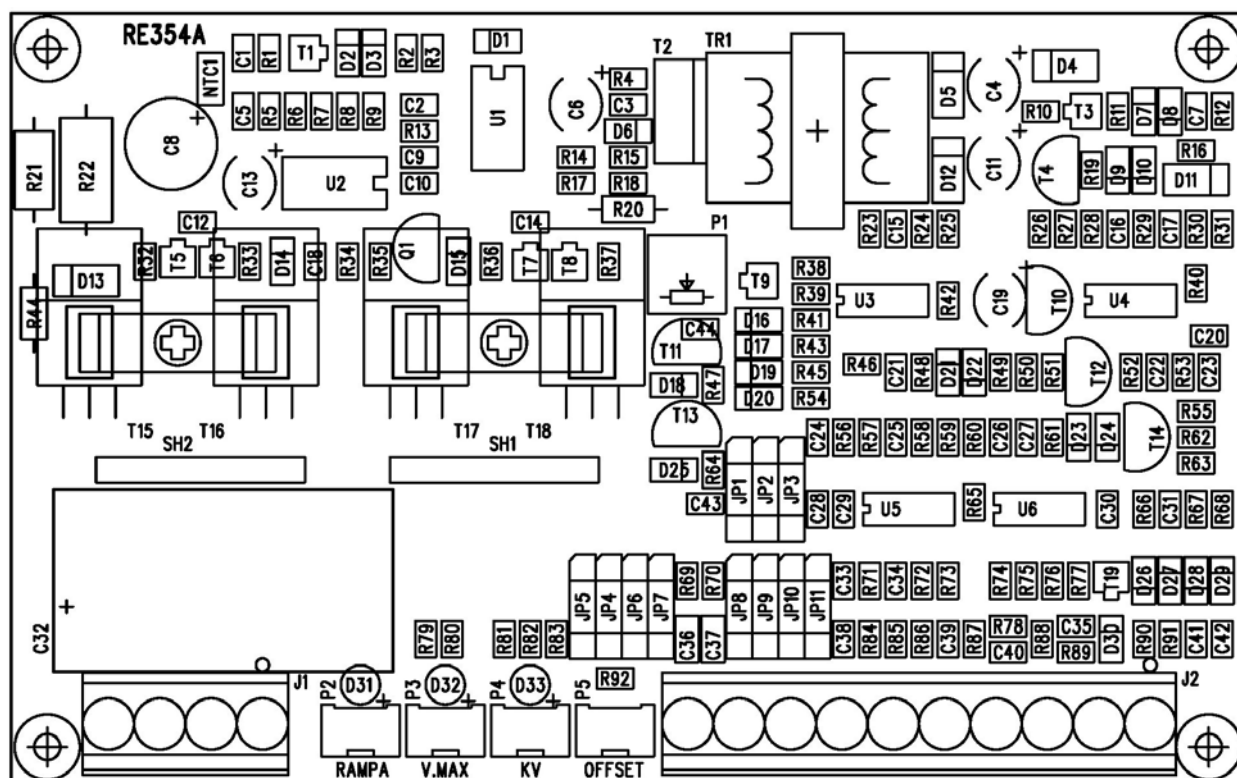 RE354A
C1 R1 T1 D2 D3 R2 R3 D1 T2 TR1
NTC1 R4 D5 C4 D4
C5 R5 R6 R7 R8 R9 C2 U1 C6 C3 R10 T3 R11 D7 D8 C7 R12
C8 R13 D6
R21 R22 C13 U2 C9 R14 R15 D12 C11 T4 R19 D9 D10 R16
C10 R17 R18 D11
R20
C12 C14 P1 R23 C15 R24 R25 R26 R27 R28 C16 R29 C17 R30 R31
R32 T5 T6 R33 D14 C18 R34 R35 Q1 D15 R36 T7 T8 R37 R38
D13 T9 R40
R44 R39 U3 R42 C19 T10 U4
C44 D16 R41 C20
T11 D17 R43
R46 C21 R48 D21 D22 R49 R50 R51 T12 R52 C22 R53 C23
D18 R47 D19 R45
D20 R54
T15 T16 T17 T18 T13 R55
SH2 SH1 C24 R56 R57 C25 R58 R59 R60 C26 C27 R61 D23 D24 T14 R62
D25 R64 R63
C43 JP1 JP2 JP3 C28 C29 U5 R65 U6 C30 R66 C31 R67 R68
R69 R70 C33 R71 C34 R72 R73 R74 R75 R76 R77 T19 D26 D27 D28 D29
JP5 JP4 JP6 JP7 JP8 JP9 JP10 JP11
C32 R79 R80 R81 R82 R83 C36 C37 C38 R84 R85 R86 C39 R87 R78 R88 C35 D30 R90 R91 C41 C42
C40 R89
J1 P2 D31 P3 D32 P4 D33 P5 R92 J2
RAMPA V.MAX KV OFFSET